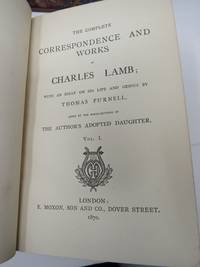 THE COMPLETE
CORRESPONDENCE AND
WORKS
OF
CHARLES LAMB;
WITH AN ESSAY ON HIS LIFE AND GENIUS BY
THOMAS PURNELL,
AIDED BY THE RECOLLECTIONS OF
THE AUTHOR'S ADOPTED DAUGHTER.
VOL. I.
LONDON:
E. MOXON, SON AND CO., DOVER STREET.
1870.